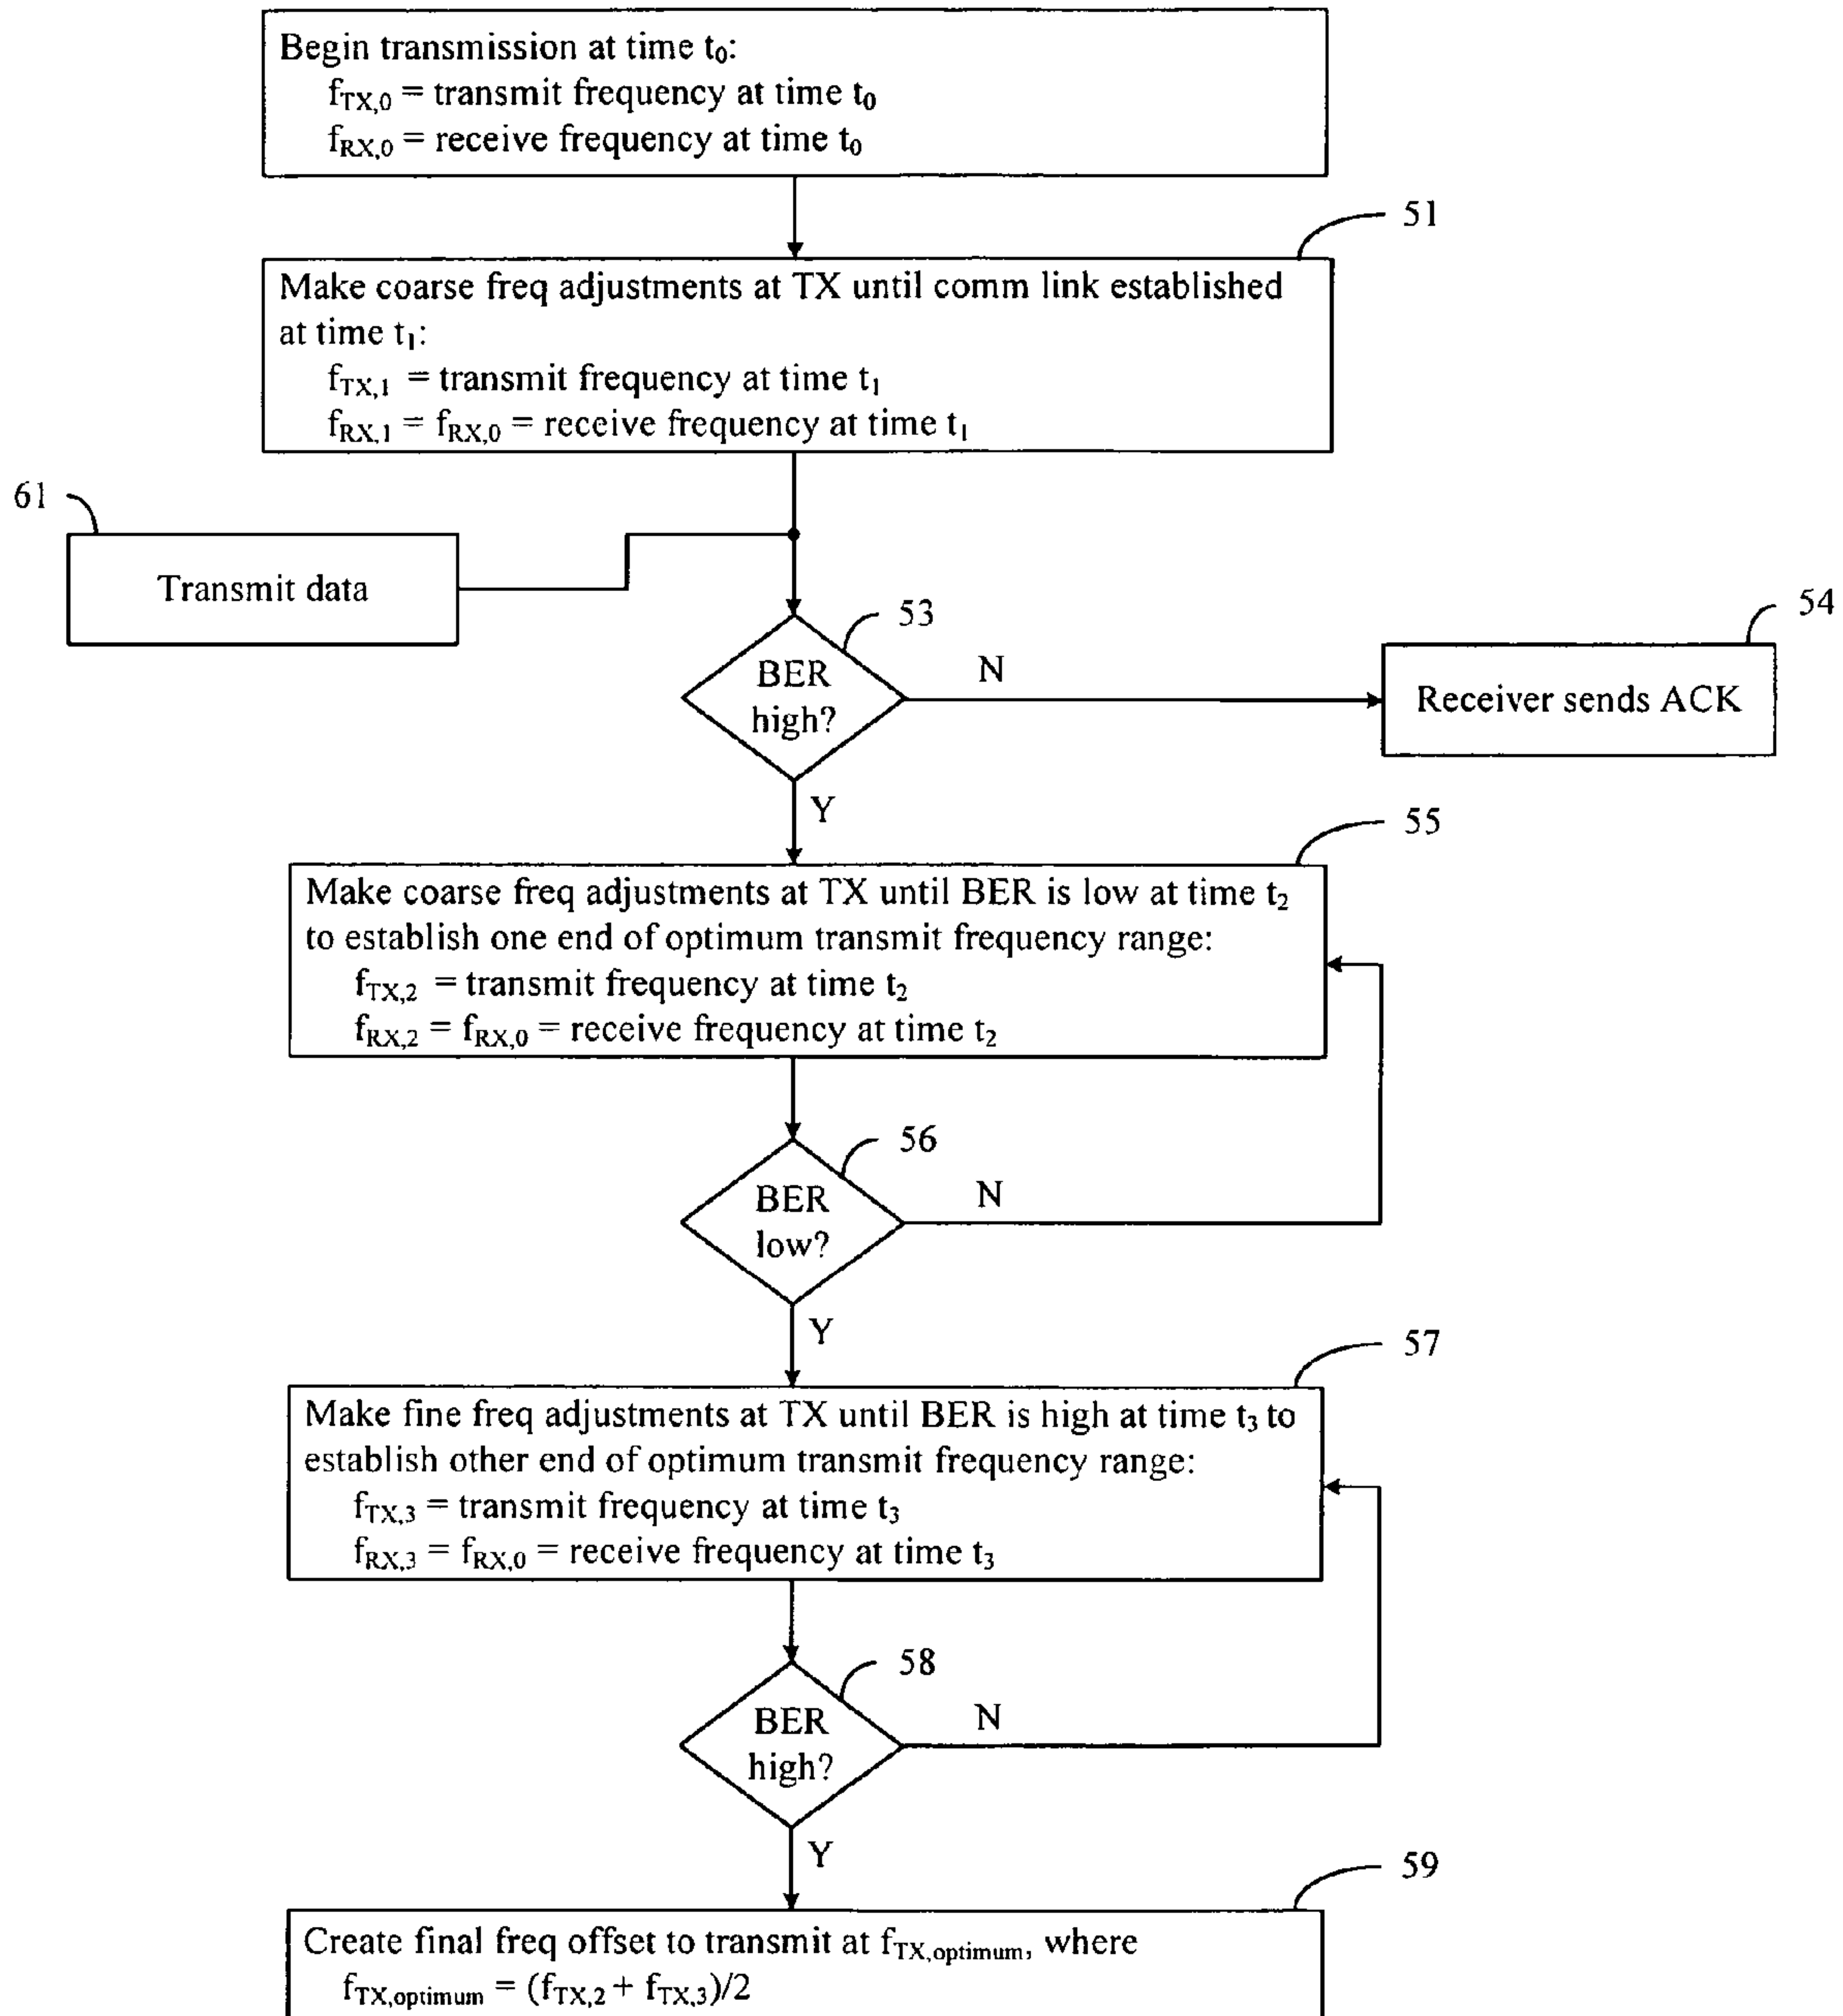 Begin transmission at time t₀:
f_TX,0 = transmit frequency at time t₀
f_RX,0 = receive frequency at time t₀
51
Make coarse freq adjustments at TX until comm link established
at time t₁:
f_TX,1 = transmit frequency at time t₁
f_RX,1 = f_RX,0 = receive frequency at time t₁
61
Transmit data
53
BER
high?
N
Y
54
Receiver sends ACK
55
Make coarse freq adjustments at TX until BER is low at time t₂
to establish one end of optimum transmit frequency range:
f_TX,2 = transmit frequency at time t₂
f_RX,2 = f_RX,0 = receive frequency at time t₂
56
BER
low?
N
Y
57
Make fine freq adjustments at TX until BER is high at time t₃ to
establish other end of optimum transmit frequency range:
f_TX,3 = transmit frequency at time t₃
f_RX,3 = f_RX,0 = receive frequency at time t₃
58
BER
high?
N
Y
59
Create final freq offset to transmit at f_TX,optimum, where
f_TX,optimum = (f_TX,2 + f_TX,3)/2